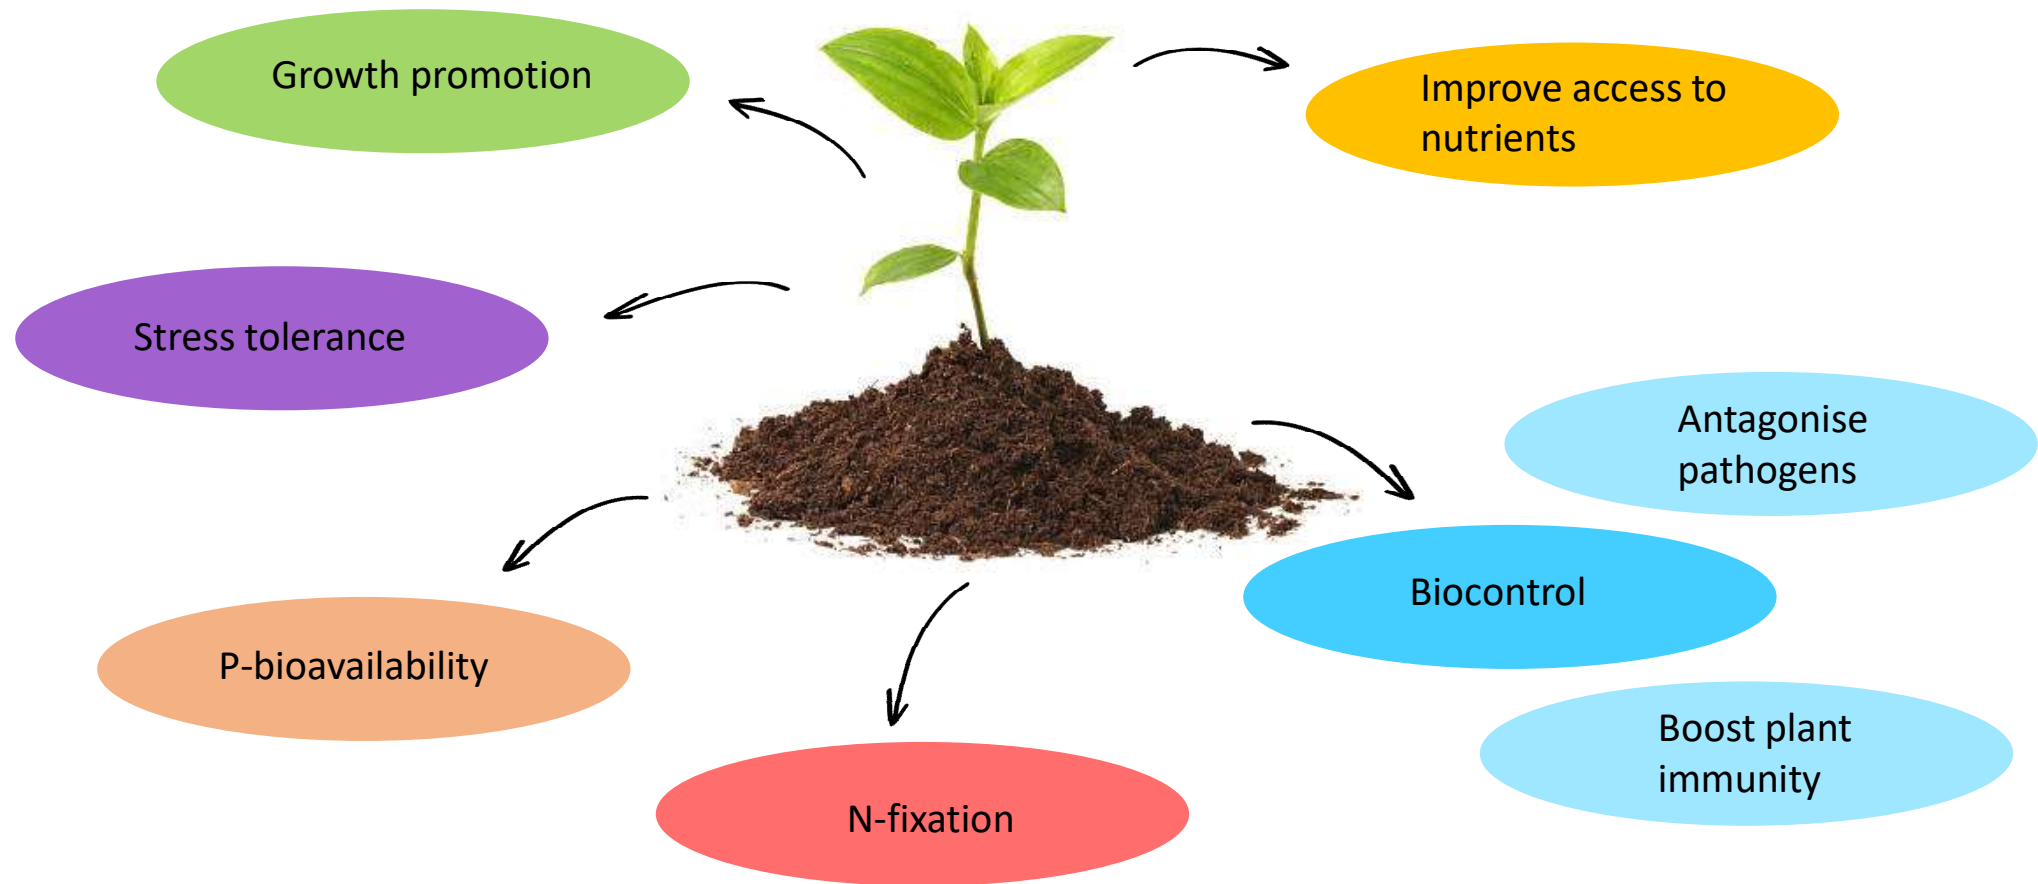 Growth promotion
Improve access to
nutrients
Stress tolerance
Antagonise
pathogens
Biocontrol
P-bioavailability
Boost plant
immunity
N-fixation